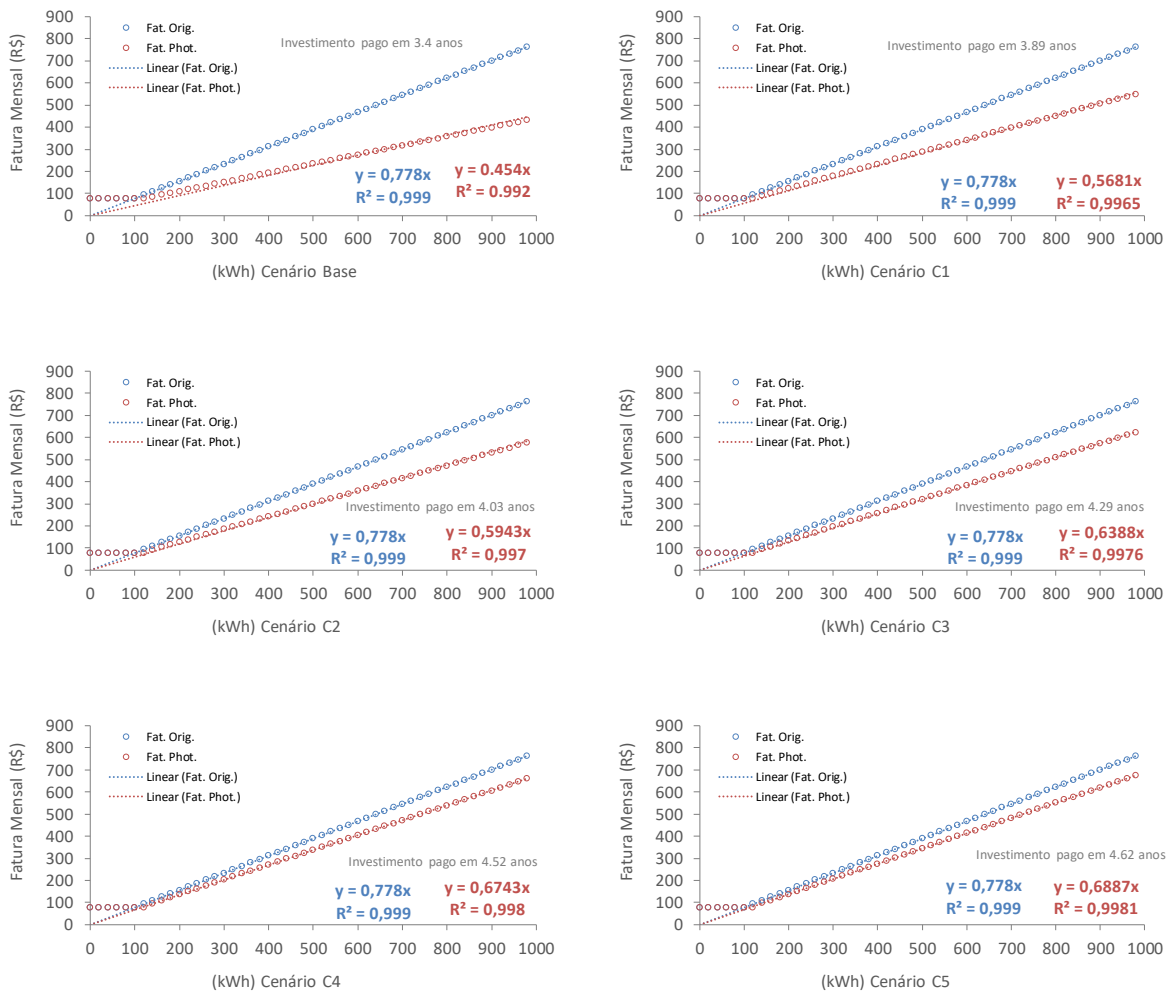 900
800
700
600
500
400
300
200
100
0
Fatura Mensal (R$)
Fat. Orig.
Fat. Phot.
Linear (Fat. Orig.)
Linear (Fat. Phot.)
Investimento pago em 3.4 anos
y = 0,778x
R² = 0,999
y = 0.454x
R² = 0.992
0 100 200 300 400 500 600 700 800 900 1000
(kWh) Cenário Base
900
800
700
600
500
400
300
200
100
0
Fatura Mensal (R$)
Fat. Orig.
Fat. Phot.
Linear (Fat. Orig.)
Linear (Fat. Phot.)
Investimento pago em 3.89 anos
y = 0,778x
R² = 0,999
y = 0,5681x
R² = 0,9965
0 100 200 300 400 500 600 700 800 900 1000
(kWh) Cenário C1
900
800
700
600
500
400
300
200
100
0
Fatura Mensal (R$)
Fat. Orig.
Fat. Phot.
Linear (Fat. Orig.)
Linear (Fat. Phot.)
Investimento pago em 4.03 anos
y = 0,778x
R² = 0,999
y = 0,5943x
R² = 0,997
0 100 200 300 400 500 600 700 800 900 1000
(kWh) Cenário C2
900
800
700
600
500
400
300
200
100
0
Fatura Mensal (R$)
Fat. Orig.
Fat. Phot.
Linear (Fat. Orig.)
Linear (Fat. Phot.)
Investimento pago em 4.29 anos
y = 0,778x
R² = 0,999
y = 0,6388x
R² = 0,9976
0 100 200 300 400 500 600 700 800 900 1000
(kWh) Cenário C3
900
800
700
600
500
400
300
200
100
0
Fatura Mensal (R$)
Fat. Orig.
Fat. Phot.
Linear (Fat. Orig.)
Linear (Fat. Phot.)
Investimento pago em 4.52 anos
y = 0,778x
R² = 0,999
y = 0,6743x
R² = 0,998
0 100 200 300 400 500 600 700 800 900 1000
(kWh) Cenário C4
900
800
700
600
500
400
300
200
100
0
Fatura Mensal (R$)
Fat. Orig.
Fat. Phot.
Linear (Fat. Orig.)
Linear (Fat. Phot.)
Investimento pago em 4.62 anos
y = 0,778x
R² = 0,999
y = 0,6887x
R² = 0,9981
0 100 200 300 400 500 600 700 800 900 1000
(kWh) Cenário C5